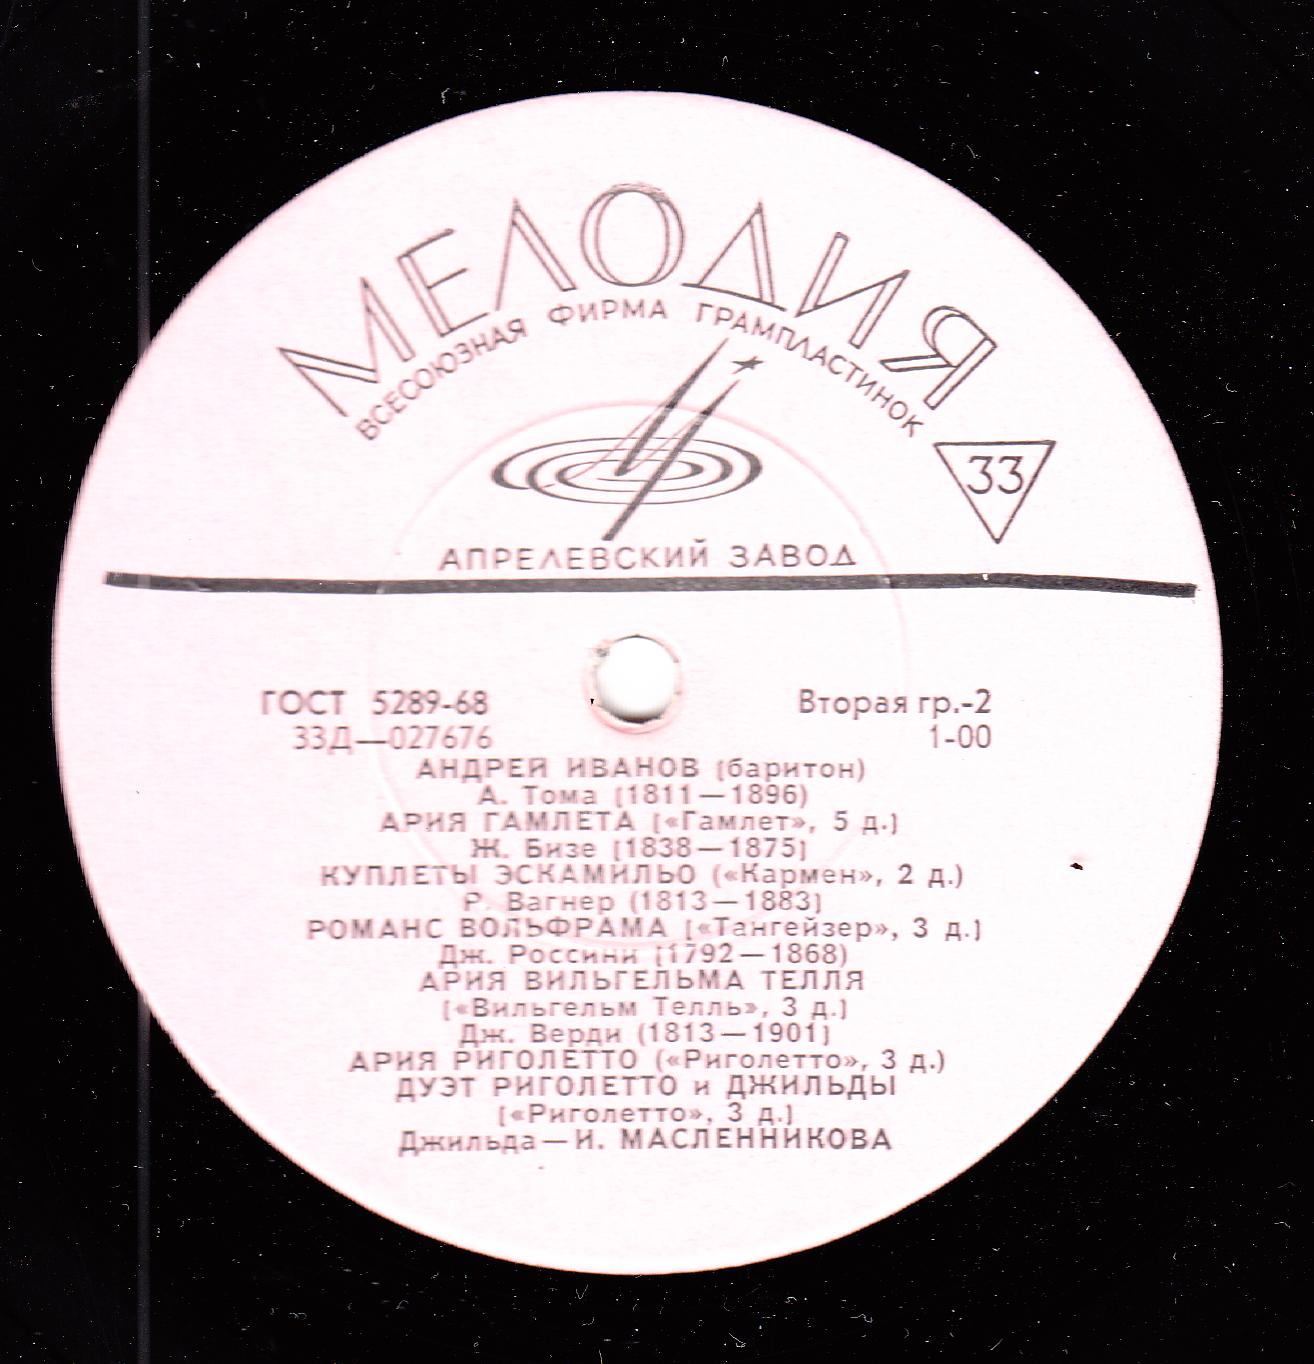 МЕЛОДИЯ
ВСЕСОЮЗНАЯ ФИРМА ГРАМПЛАСТИНОК
33
АПРЕЛЕВСКИЙ ЗАВОД
ГОСТ 5289-68 Вторая гр.-2
33Д—027676 1-00
АНДРЕЙ ИВАНОВ (баритон)
А. Тома (1811—1896)
АРИЯ ГАМЛЕТА («Гамлет», 5 д.)
Ж. Бизе (1838—1875)
КУПЛЕТЫ ЭСКАМИЛЬО («Кармен», 2 д.)
Р. Вагнер (1813—1883)
РОМАНС ВОЛЬФРАМА («Тангейзер», 3 д.)
Дж. Россини (1792—1868)
АРИЯ ВИЛЬГЕЛЬМА ТЕЛЛЯ
(«Вильгельм Телль», 3 д.)
Дж. Верди (1813—1901)
АРИЯ РИГОЛЕТТО («Риголетто», 3 д.)
ДУЭТ РИГОЛЕТТО и ДЖИЛЬДЫ
(«Риголетто», 3 д.)
Джильда—И. МАСЛЕННИКОВА